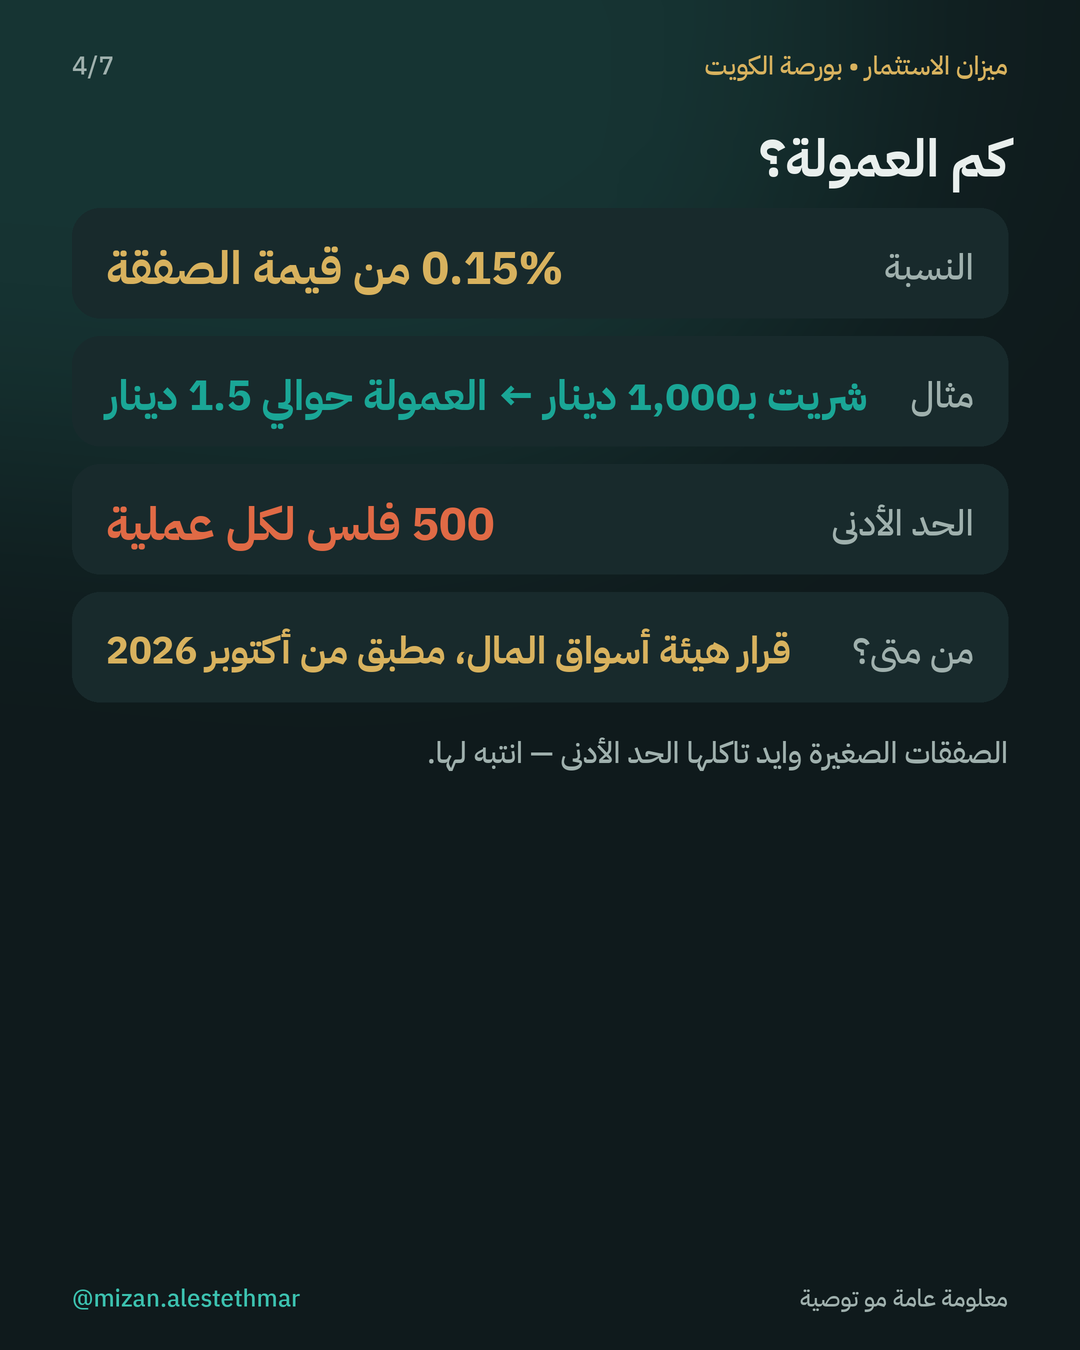 ميزان الاستثمار • بورصة الكويت
4/7
كم العمولة؟
النسبة
0.15% من قيمة الصفقة
مثال
شريت بـ1,000 دينار ← العمولة حوالي 1.5 دينار
الحد الأدنى
500 فلس لكل عملية
من متى؟
قرار هيئة أسواق المال، مطبق من أكتوبر 2026
الصفقات الصغيرة وايد تاكلها الحد الأدنى — انتبه لها.
معلومة عامة مو توصية
@mizan.alestethmar